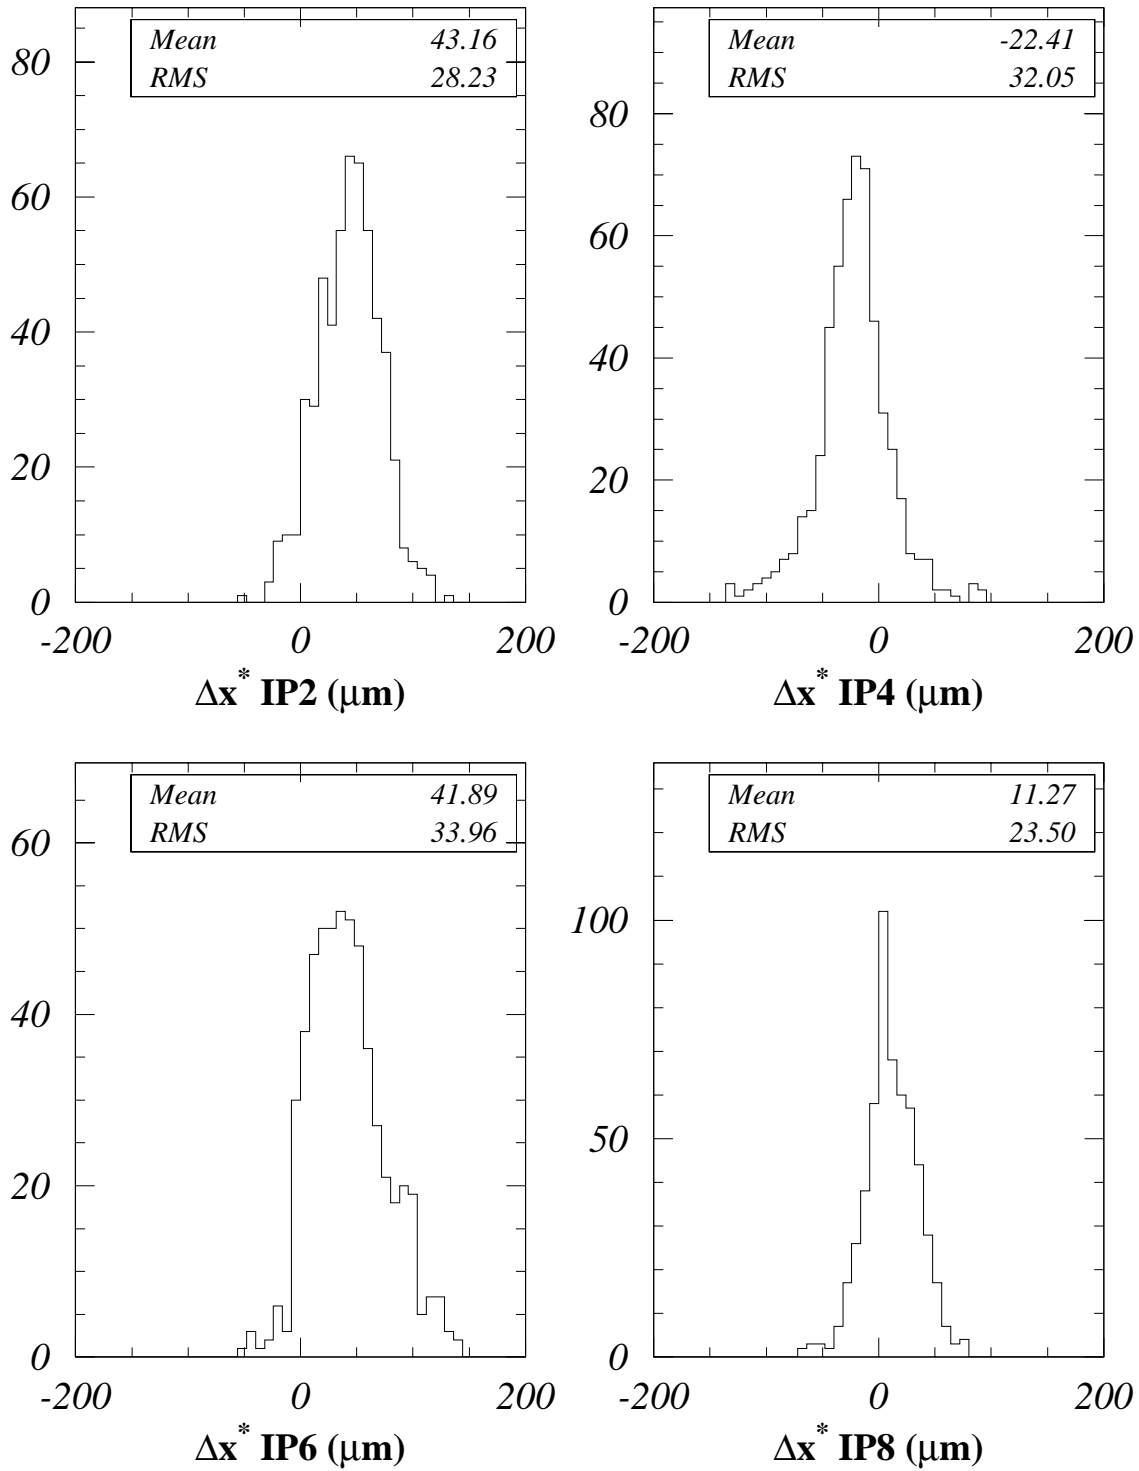 Mean 43.16
RMS 28.23
80
60
40
20
0
-200 0 200
Δx* IP2 (μm)
Mean -22.41
RMS 32.05
80
60
40
20
0
-200 0 200
Δx* IP4 (μm)
Mean 41.89
RMS 33.96
60
40
20
0
-200 0 200
Δx* IP6 (μm)
Mean 11.27
RMS 23.50
100
50
0
-200 0 200
Δx* IP8 (μm)